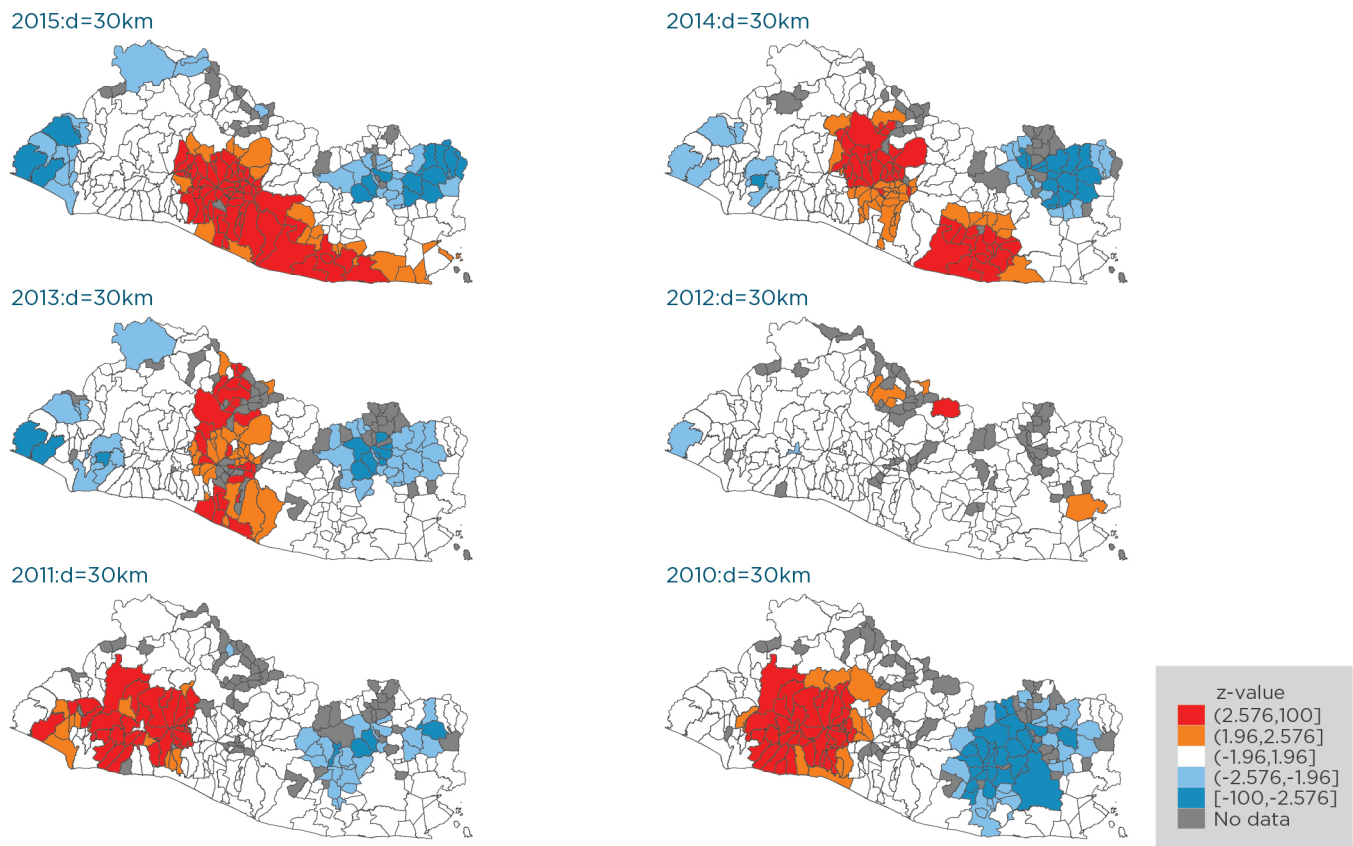 2015:d=30km
2014:d=30km
2013:d=30km
2012:d=30km
2011:d=30km
2010:d=30km
z-value
(2.576,100]
(1.96,2.576]
(-1.96,1.96]
(-2.576,-1.96]
[-100,-2.576]
No data